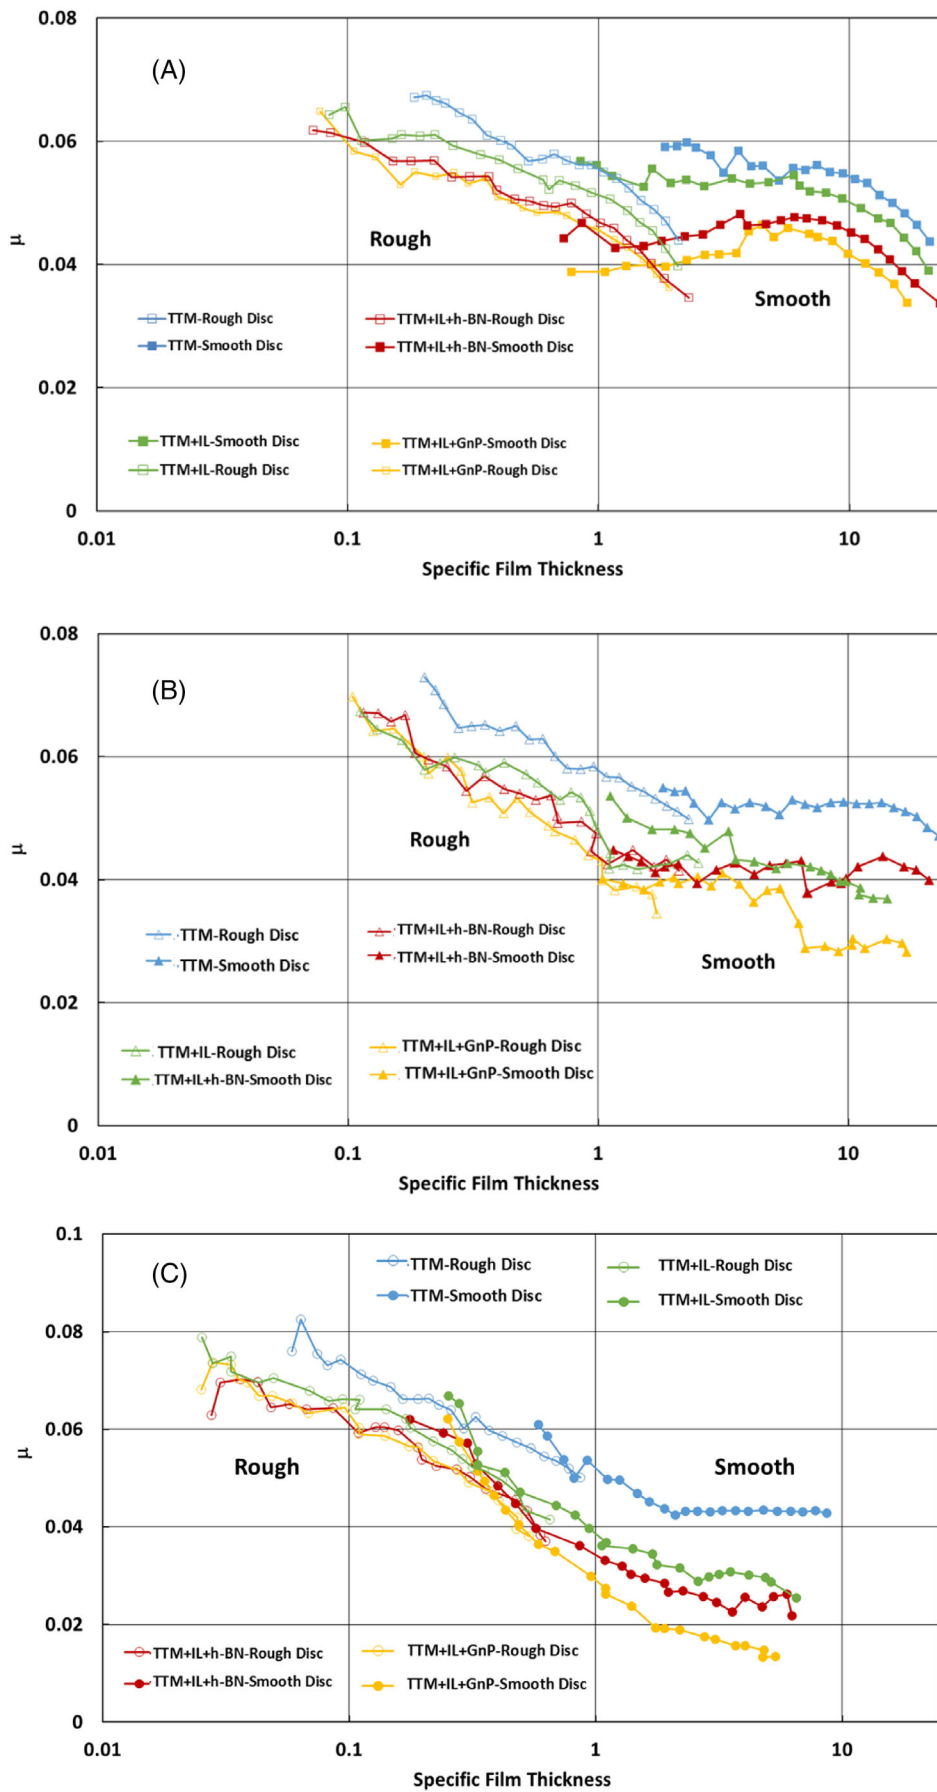 0.08
(A)
0.06
Rough
μ
0.04
Smooth
TTM-Rough Disc
TTM+IL+h-BN-Rough Disc
TTM-Smooth Disc
TTM+IL+h-BN-Smooth Disc
0.02
TTM+IL-Smooth Disc
TTM+IL+GnP-Smooth Disc
TTM+IL-Rough Disc
TTM+IL+GnP-Rough Disc
0
0.01
0.1
1
10
Specific Film Thickness
0.08
(B)
0.06
Rough
μ
0.04
TTM-Rough Disc
TTM+IL+h-BN-Rough Disc
TTM-Smooth Disc
TTM+IL+h-BN-Smooth Disc
Smooth
0.02
TTM+IL-Rough Disc
TTM+IL+GnP-Rough Disc
TTM+IL+h-BN-Smooth Disc
TTM+IL+GnP-Smooth Disc
0
0.01
0.1
1
10
Specific Film Thickness
0.1
(C)
TTM-Rough Disc
TTM+IL-Rough Disc
TTM-Smooth Disc
TTM+IL-Smooth Disc
0.08
0.06
Rough
Smooth
μ
0.04
0.02
TTM+IL+h-BN-Rough Disc
TTM+IL+GnP-Rough Disc
TTM+IL+h-BN-Smooth Disc
TTM+IL+GnP-Smooth Disc
0
0.01
0.1
1
10
Specific Film Thickness